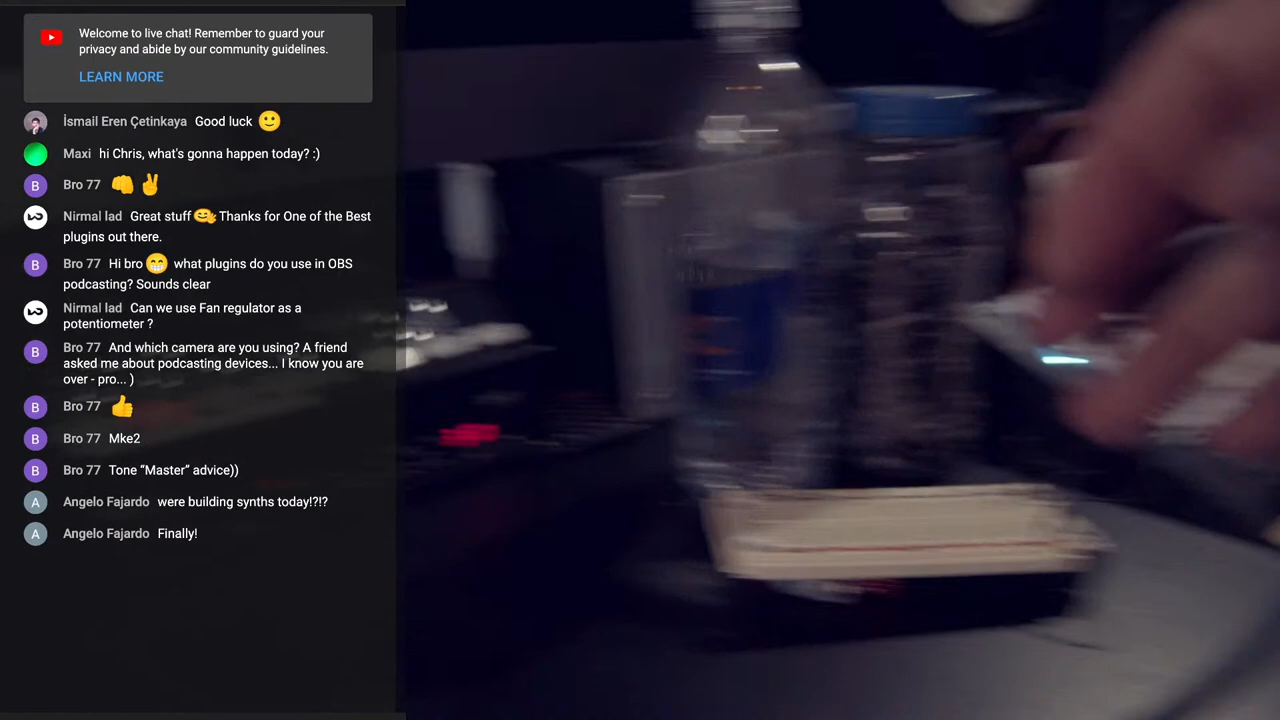 Welcome to live chat! Remember to guard your
privacy and abide by our community guidelines.
LEARN MORE
İsmail Eren Çetinkaya Good luck 🙂
Maxi hi Chris, what's gonna happen today? :)
B Bro 77 👊✌️
Nirmal lad Great stuff🤗Thanks for One of the Best
plugins out there.
B Bro 77 Hi bro😁 what plugins do you use in OBS
podcasting? Sounds clear
Nirmal lad Can we use Fan regulator as a
potentiometer ?
B Bro 77 And which camera are you using? A friend
asked me about podcasting devices... I know you are
over - pro... )
B Bro 77 👍
B Bro 77 Mke2
B Bro 77 Tone “Master” advice))
A Angelo Fajardo were building synths today!?!?
A Angelo Fajardo Finally!